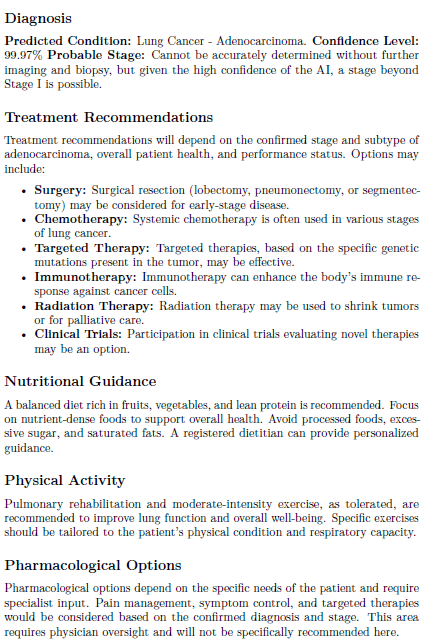 Diagnosis
Predicted Condition: Lung Cancer - Adenocarcinoma. Confidence Level:
99.97% Probable Stage: Cannot be accurately determined without further
imaging and biopsy, but given the high confidence of the AI, a stage beyond
Stage I is possible.
Treatment Recommendations
Treatment recommendations will depend on the confirmed stage and subtype of
adenocarcinoma, overall patient health, and performance status. Options may
include:
• Surgery: Surgical resection (lobectomy, pneumonectomy, or segmentec-
tomy) may be considered for early-stage disease.
• Chemotherapy: Systemic chemotherapy is often used in various stages
of lung cancer.
• Targeted Therapy: Targeted therapies, based on the specific genetic
mutations present in the tumor, may be effective.
• Immunotherapy: Immunotherapy can enhance the body's immune re-
sponse against cancer cells.
• Radiation Therapy: Radiation therapy may be used to shrink tumors
or for palliative care.
• Clinical Trials: Participation in clinical trials evaluating novel therapies
may be an option.
Nutritional Guidance
A balanced diet rich in fruits, vegetables, and lean protein is recommended. Focus
on nutrient-dense foods to support overall health. Avoid processed foods, exces-
sive sugar, and saturated fats. A registered dietitian can provide personalized
guidance.
Physical Activity
Pulmonary rehabilitation and moderate-intensity exercise, as tolerated, are
recommended to improve lung function and overall well-being. Specific exercises
should be tailored to the patient's physical condition and respiratory capacity.
Pharmacological Options
Pharmacological options depend on the specific needs of the patient and require
specialist input. Pain management, symptom control, and targeted therapies
would be considered based on the confirmed diagnosis and stage. This area
requires physician oversight and will not be specifically recommended here.